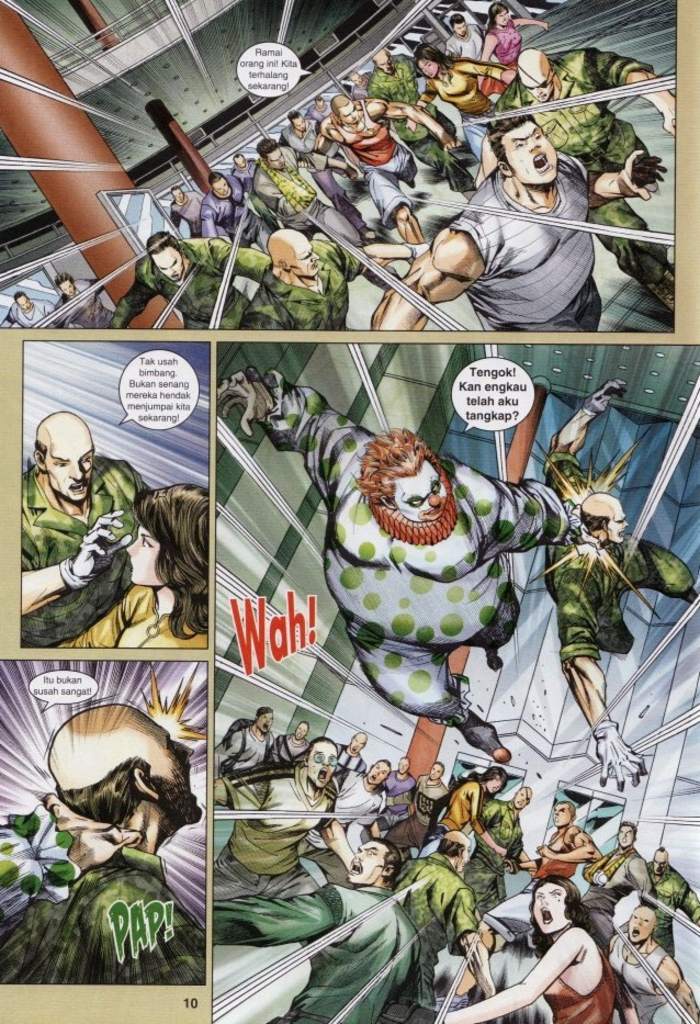 Ramai
orang ini! Kita
terhalang
sekarang!
Tak usah
bimbang.
Bukan senang
mereka hendak
menjumpai kita
sekarang!
Itu bukan
susah sangat!
PAP!
Tengok!
Kan engkau
telah aku
tangkap?
Wah!
10